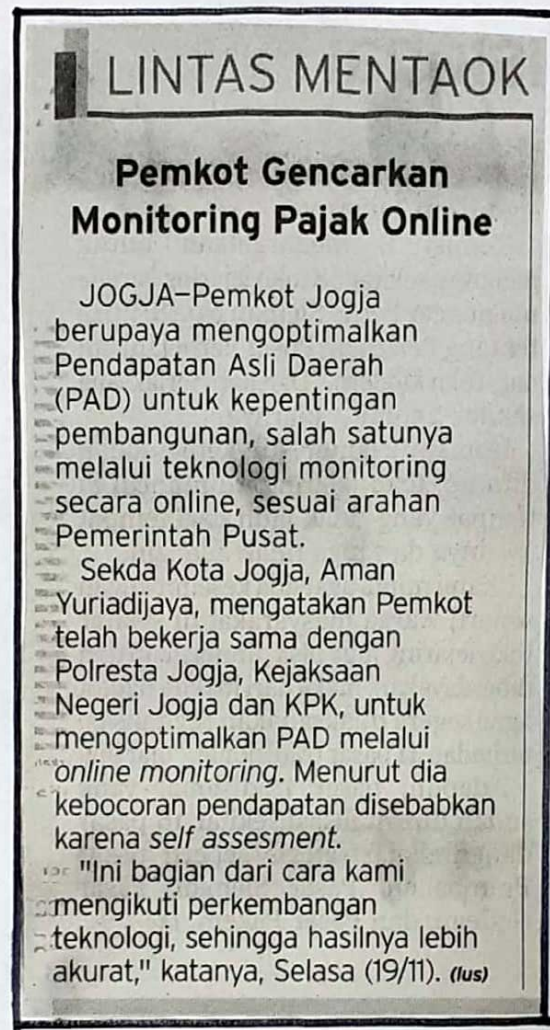 LINTAS MENTAOK
Pemkot Gencarkan
Monitoring Pajak Online
JOGJA–Pemkot Jogja
berupaya mengoptimalkan
Pendapatan Asli Daerah
(PAD) untuk kepentingan
pembangunan, salah satunya
melalui teknologi monitoring
secara online, sesuai arahan
Pemerintah Pusat.
Sekda Kota Jogja, Aman
Yuriadijaya, mengatakan Pemkot
telah bekerja sama dengan
Polresta Jogja, Kejaksaan
Negeri Jogja dan KPK, untuk
mengoptimalkan PAD melalui
online monitoring. Menurut dia
kebocoran pendapatan disebabkan
karena self assesment.
"Ini bagian dari cara kami
mengikuti perkembangan
teknologi, sehingga hasilnya lebih
akurat," katanya, Selasa (19/11). (lus)